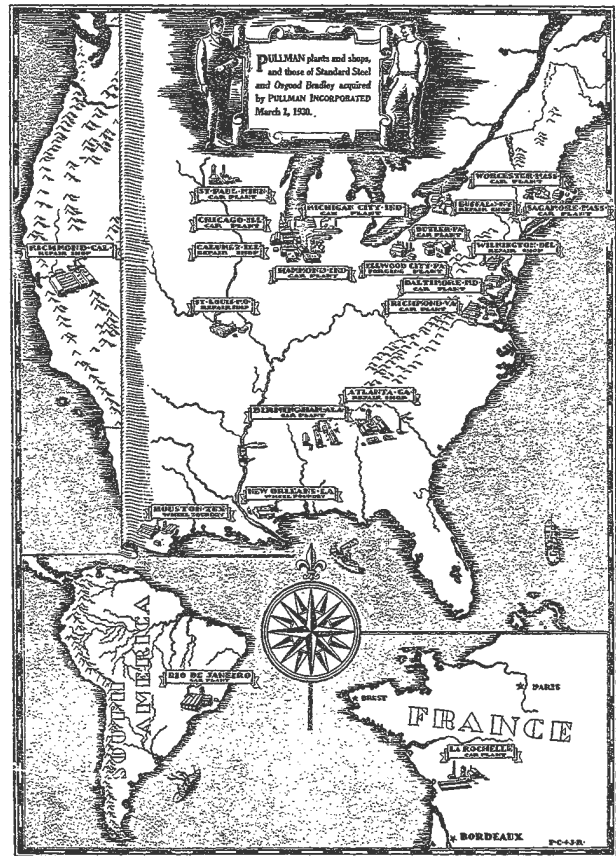 PULLMAN plants and shops,
and those of Standard Steel
and Osgood Bradley acquired
by PULLMAN INCORPORATED
March 1, 1930.
WORCESTER·MASS·
CAR PLANT
ST·PAUL·MINN·
CAR PLANT
MICHIGAN CITY·IND
CAR PLANT
BUFFALO·NY·
REPAIR SHOP
SAGAMORE·MASS·
CAR PLANT
CHICAGO·ILL
CAR PLANT
BUTLER·PA
CAR PLANT
RICHMOND·CAL·
REPAIR SHOP
CALUMET·ILL
REPAIR SHOP
WILMINGTON·DEL
REPAIR SHOP
HAMMOND·IND
CAR PLANT
ELLWOOD CITY·PA
FORGING PLANT
BALTIMORE·MD
CAR PLANT
ST·LOUIS·MO·
REPAIR SHOP
RICHMOND·VA
CAR PLANT
ATLANTA·GA·
REPAIR SHOP
BIRMINGHAM·ALA
CAR PLANT
NEW ORLEANS·LA
WHEEL FOUNDRY
HOUSTON·TEX
WHEEL FOUNDRY
SOUTH
AMERICA
RIO DE JANEIRO
CAR PLANT
PARIS
BREST
FRANCE
LA ROCHELLE
CAR PLANT
BORDEAUX